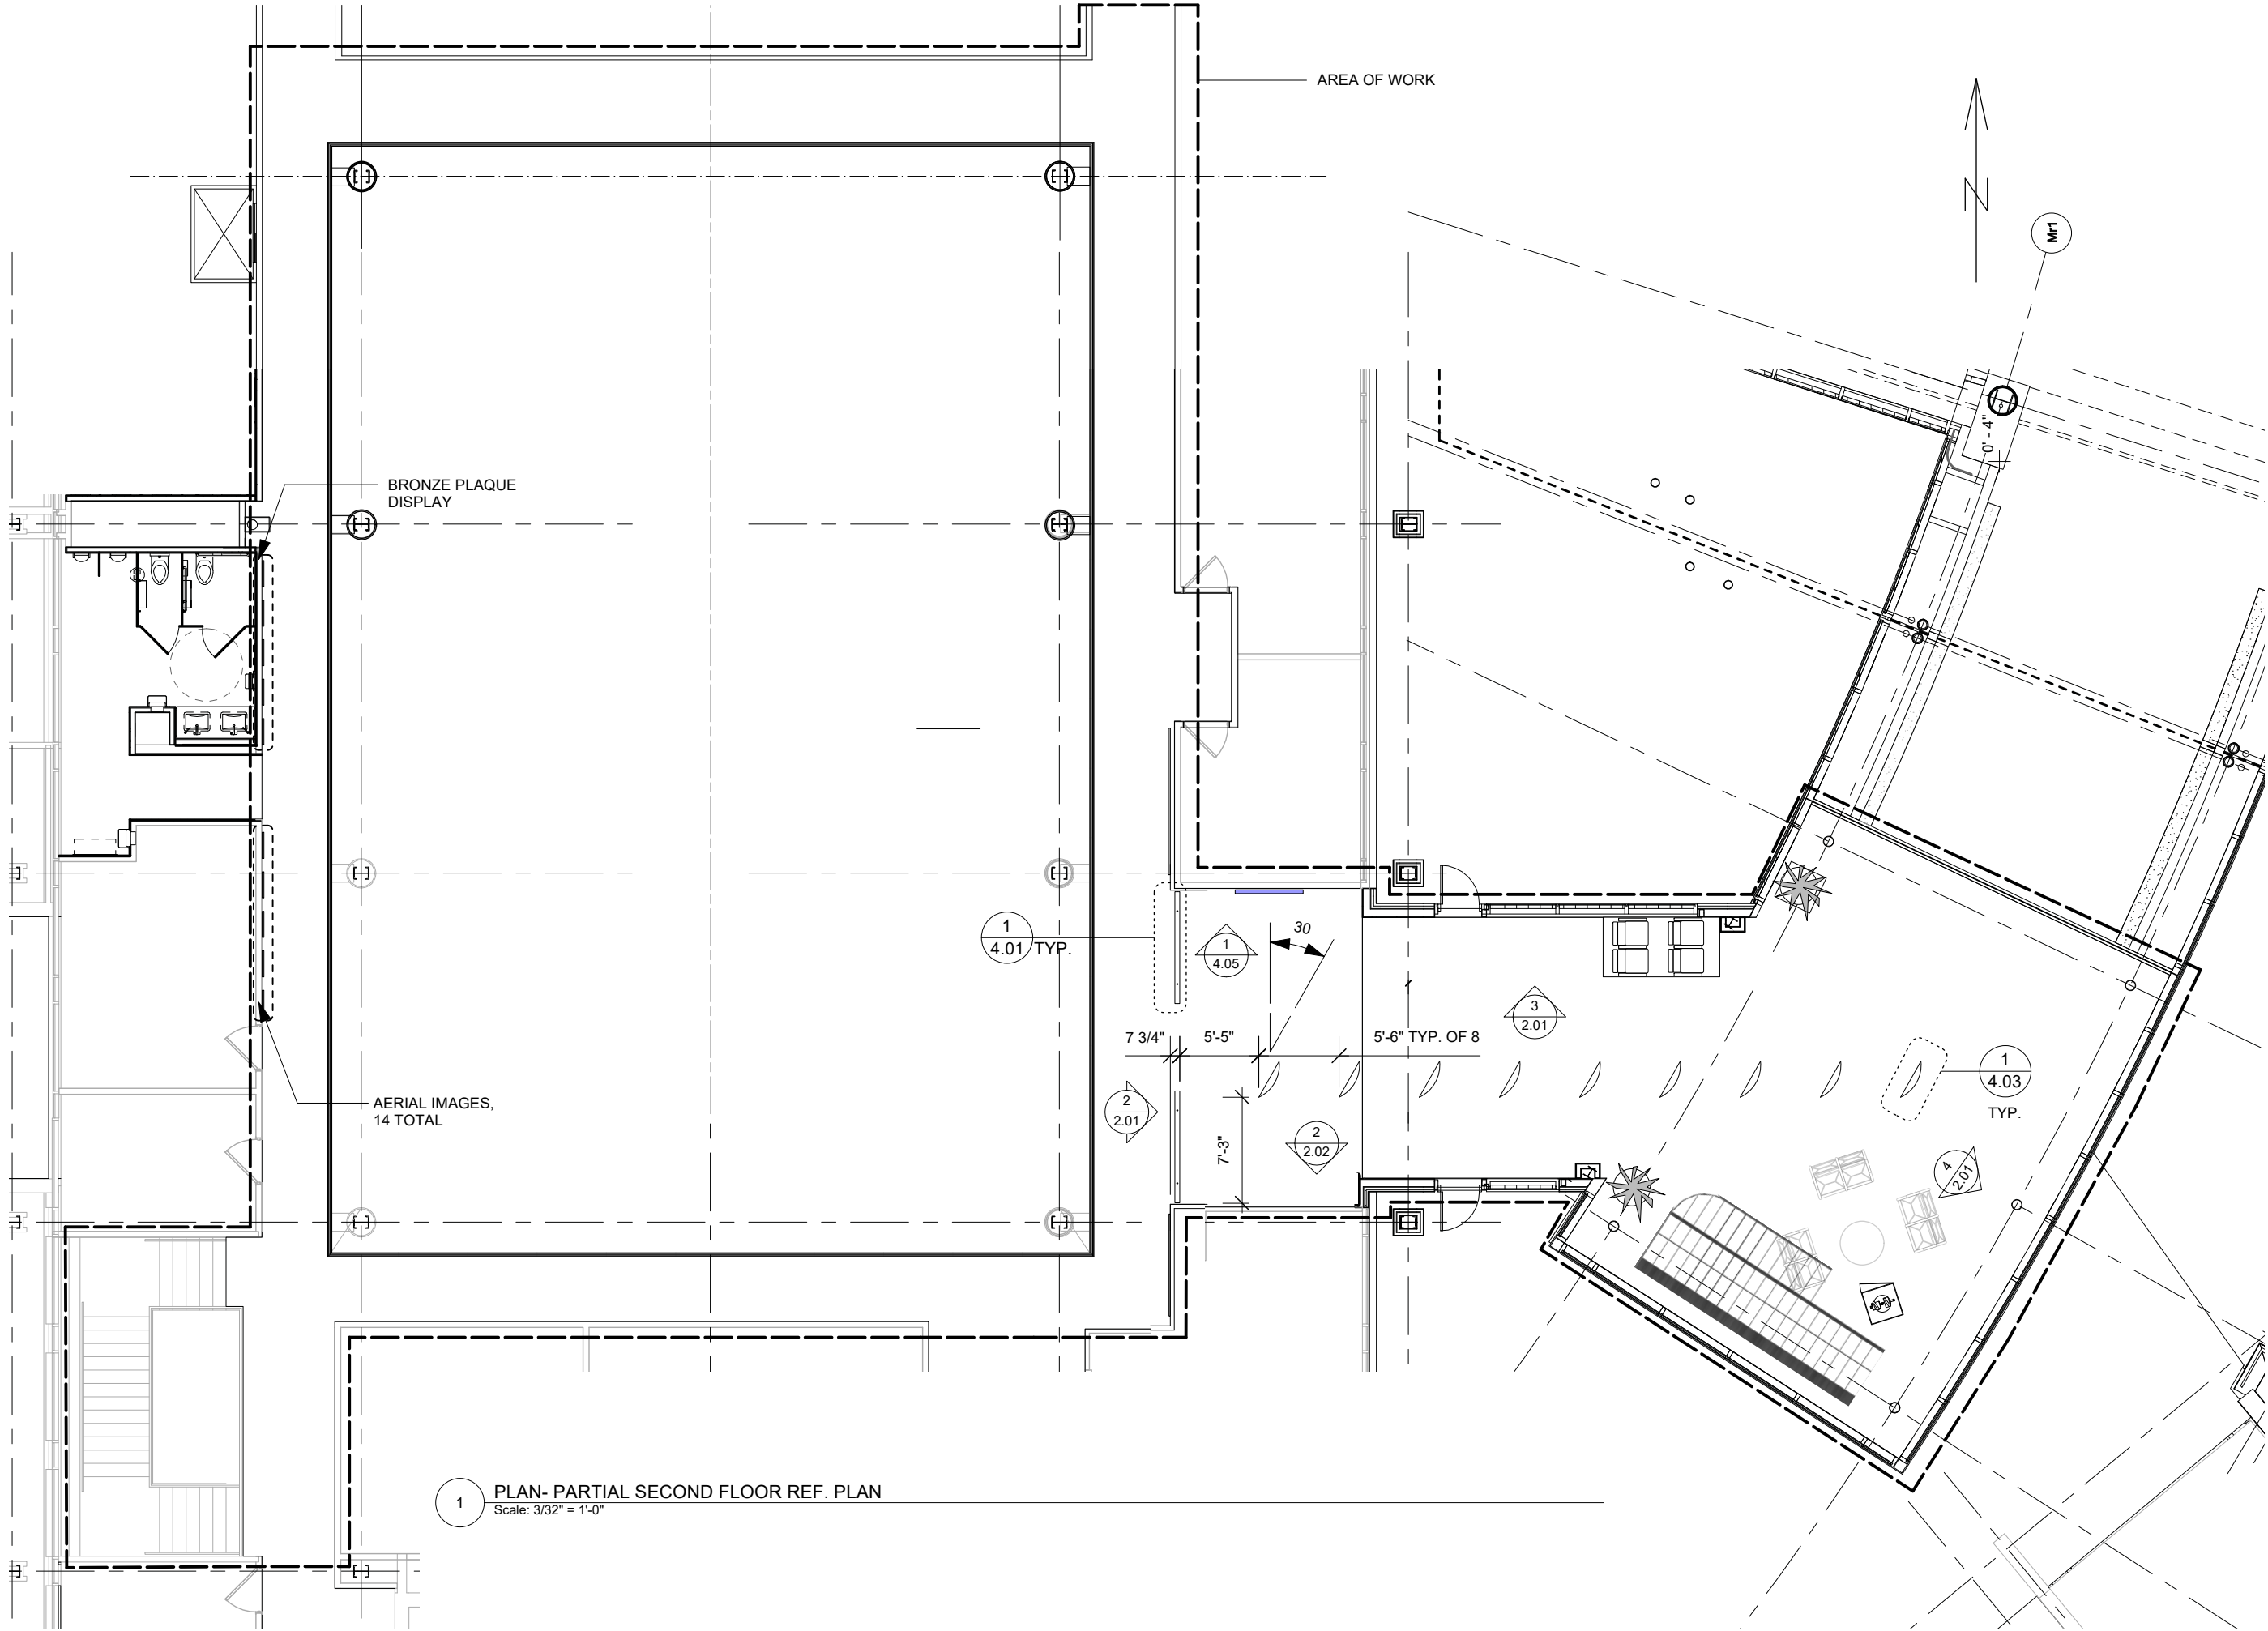 AREA OF WORK
N
Mr1
0' - 4"
BRONZE PLAQUE
DISPLAY
1
4.01 TYP.
1
4.05
30
3
2.01
7 3/4"
5'-5"
5'-6" TYP. OF 8
1
4.03
TYP.
2
2.01
AERIAL IMAGES,
14 TOTAL
7'-3"
2
2.02
4
2.01
1
PLAN- PARTIAL SECOND FLOOR REF. PLAN
Scale: 3/32" = 1'-0"